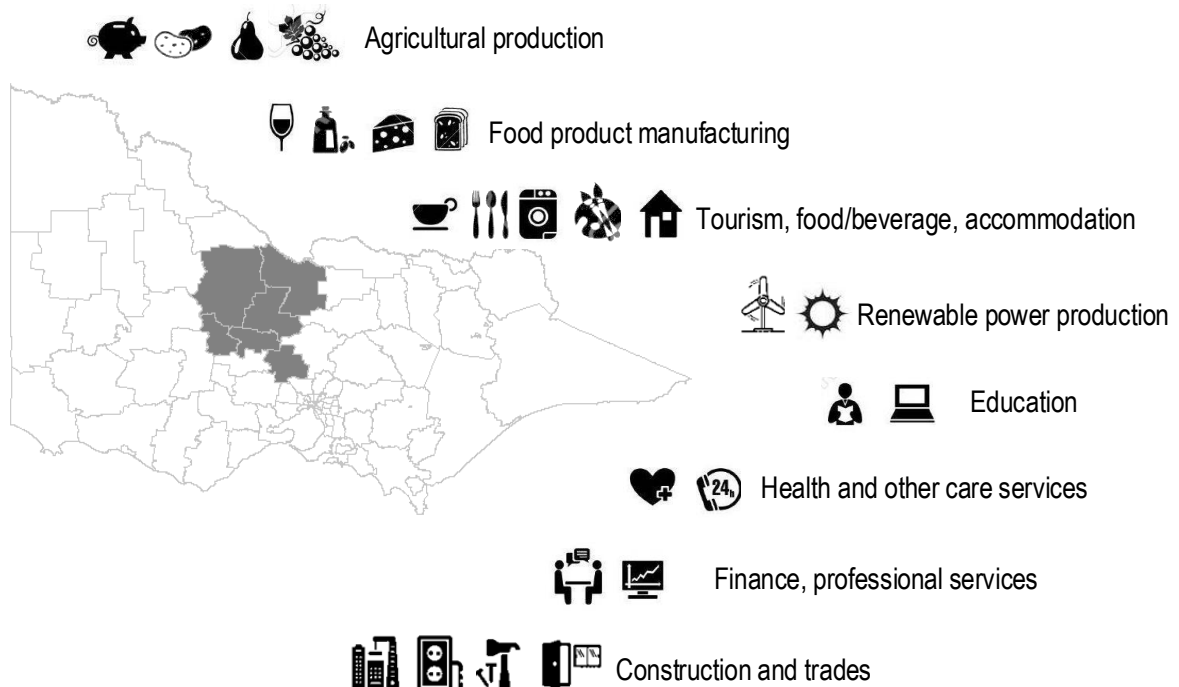 Agricultural production
Food product manufacturing
Tourism, food/beverage, accommodation
Renewable power production
Education
24h
Health and other care services
Finance, professional services
Construction and trades